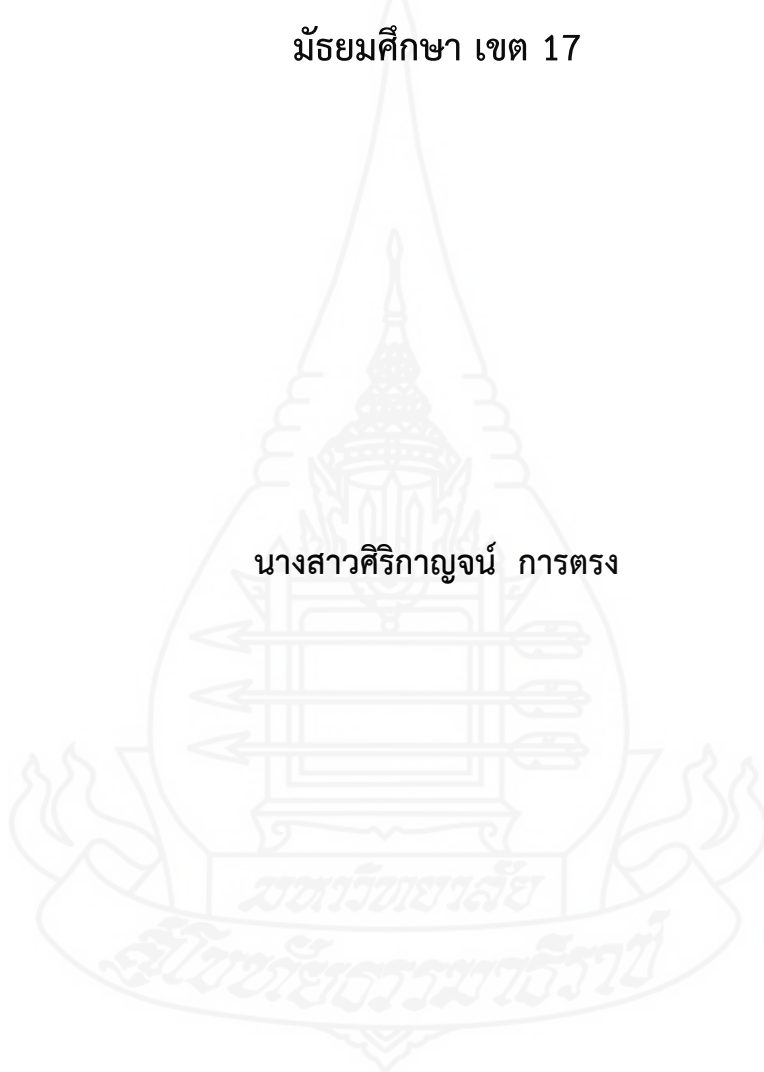 มัธยมศึกษา เขต 17
นางสาวศิริกาญจน์ การตรง
มหาวิทยาลัย
สุโขทัยธรรมาธิราช